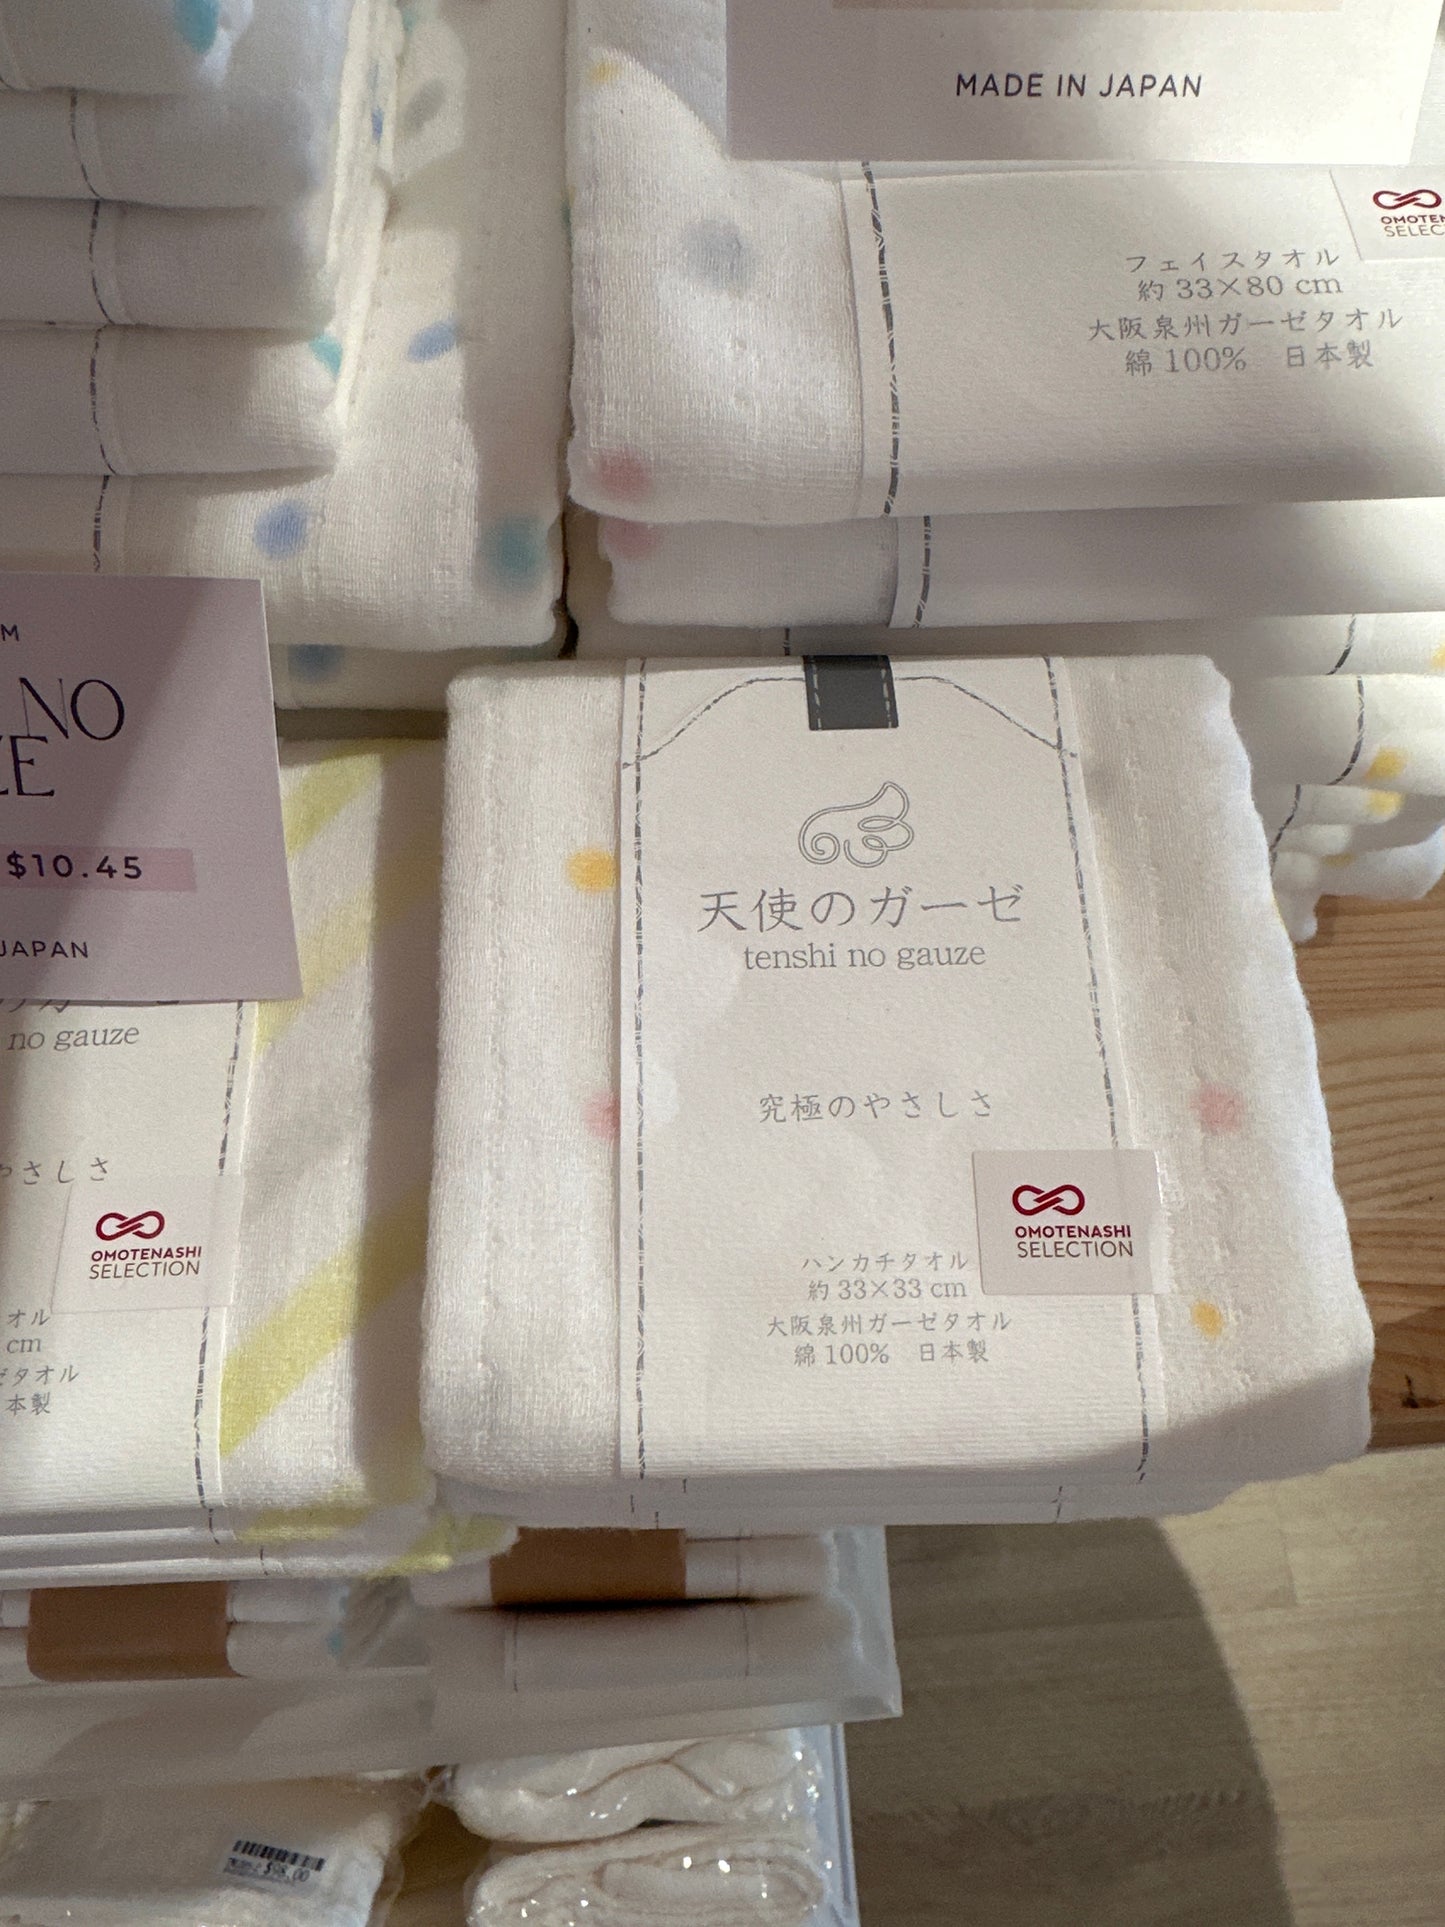 MADE IN JAPAN
OMOTEN
SELEC
フェイスタオル
約 33×80 cm
大阪泉州ガーゼタオル
綿 100% 日本製
M
NO
ZE
$10.45
JAPAN
no gauze
やさしさ
OMOTENASHI
SELECTION
オル
cm
ゼタオル
本製
天使のガーゼ
tenshi no gauze
究極のやさしさ
OMOTENASHI
SELECTION
ハンカチタオル
約 33×33 cm
大阪泉州ガーゼタオル
綿 100% 日本製